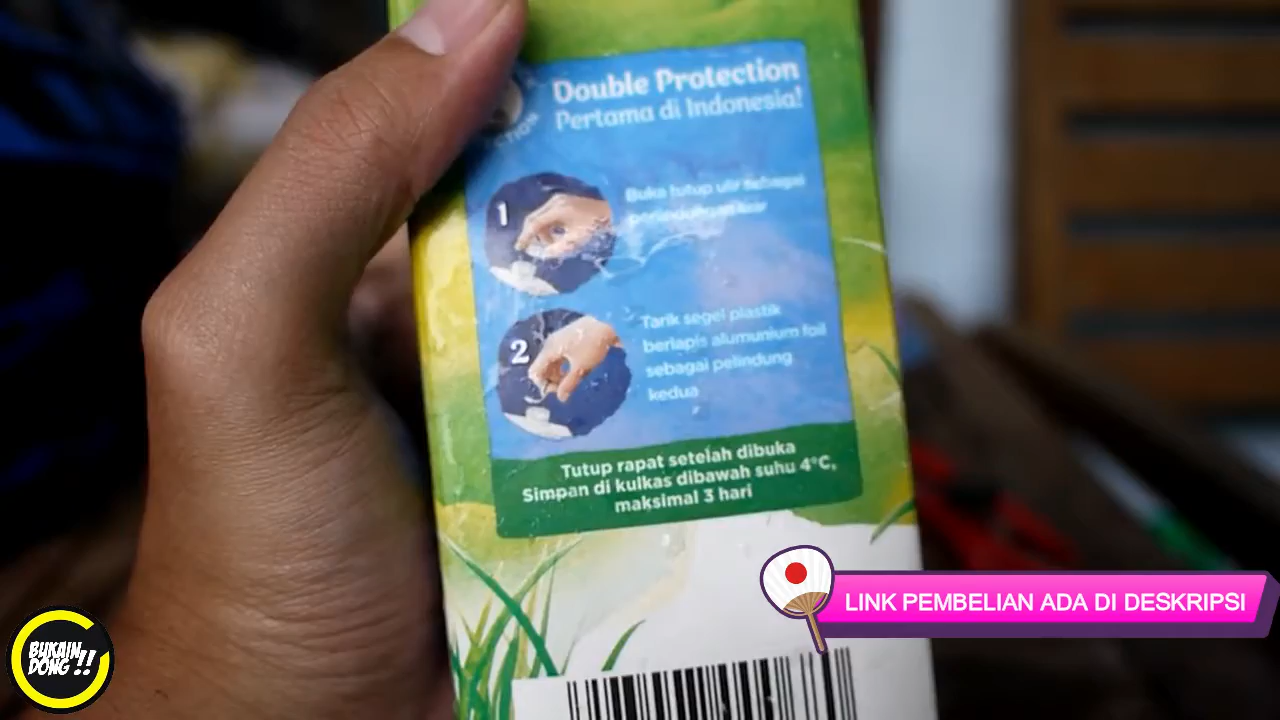 Double Protection
Pertama di Indonesia!
1
Buka tutup ulir sebagai
2
Tarik segel plastik
berlapis alumunium foil
sebagai pelindung
kedua
Tutup rapat setelah dibuka
Simpan di kulkas dibawah suhu 4°C,
maksimal 3 hari
LINK PEMBELIAN ADA DI DESKRIPSI
BUKAIN
DONG !!